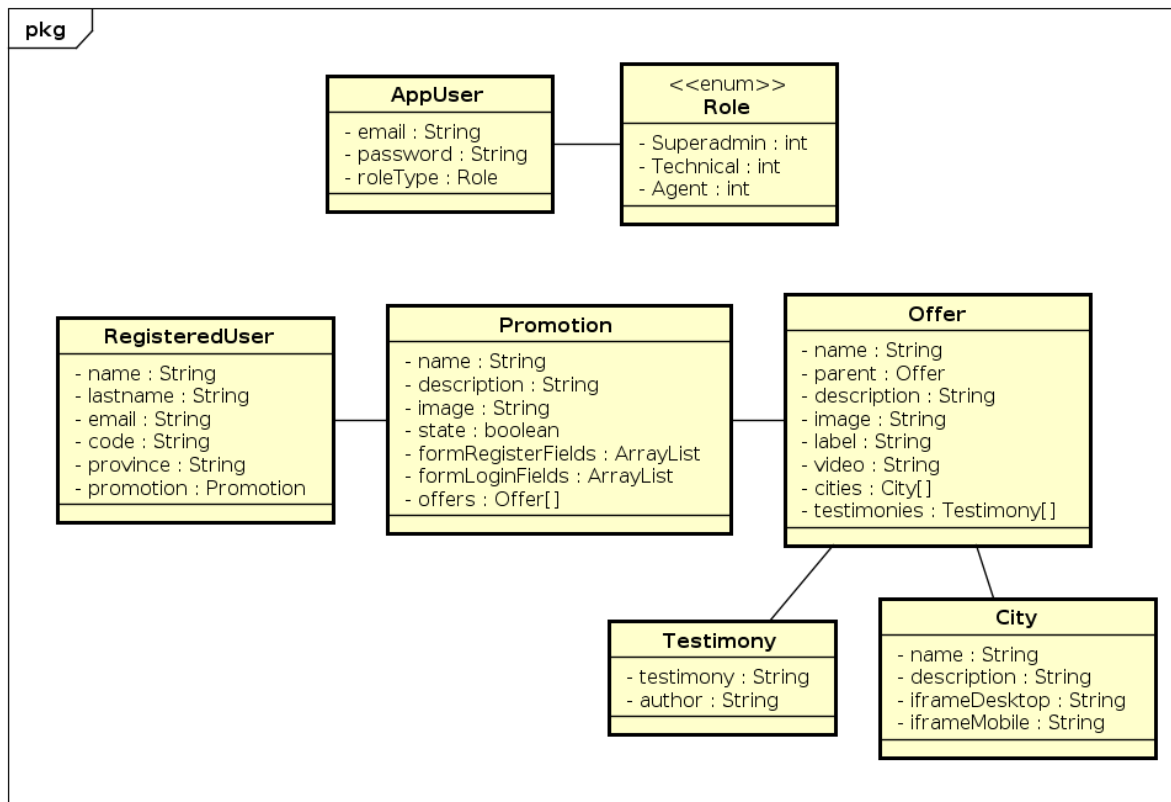 pkg
AppUser
- email : String
- password : String
- roleType : Role
<<enum>>
Role
- Superadmin : int
- Technical : int
- Agent : int
RegisteredUser
- name : String
- lastname : String
- email : String
- code : String
- province : String
- promotion : Promotion
Promotion
- name : String
- description : String
- image : String
- state : boolean
- formRegisterFields : ArrayList
- formLoginFields : ArrayList
- offers : Offer[]
Offer
- name : String
- parent : Offer
- description : String
- image : String
- label : String
- video : String
- cities : City[]
- testimonies : Testimony[]
Testimony
- testimony : String
- author : String
City
- name : String
- description : String
- iframeDesktop : String
- iframeMobile : String